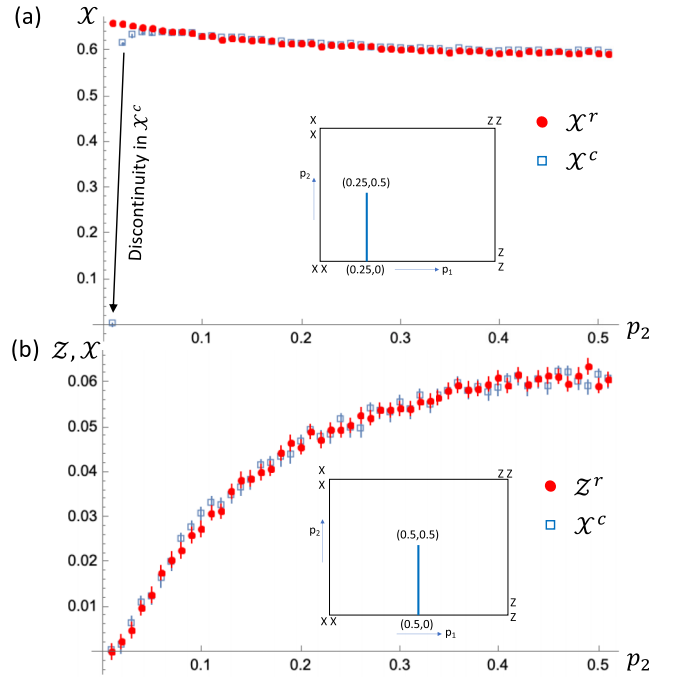 (a)
𝒳
0.6
0.5
0.4
0.3
0.2
0.1
Discontinuity in 𝒳ᶜ
X
X
Z Z
p₂
(0.25,0.5)
Z
Z
X X
(0.25,0)
p₁
𝒳ʳ
𝒳ᶜ
0.1
0.2
0.3
0.4
0.5
p₂
(b)
𝒵, 𝒳
0.06
0.05
0.04
0.03
0.02
0.01
X
X
Z Z
p₂
(0.5,0.5)
Z
Z
X X
(0.5,0)
p₁
𝒵ʳ
𝒳ᶜ
0.1
0.2
0.3
0.4
0.5
p₂